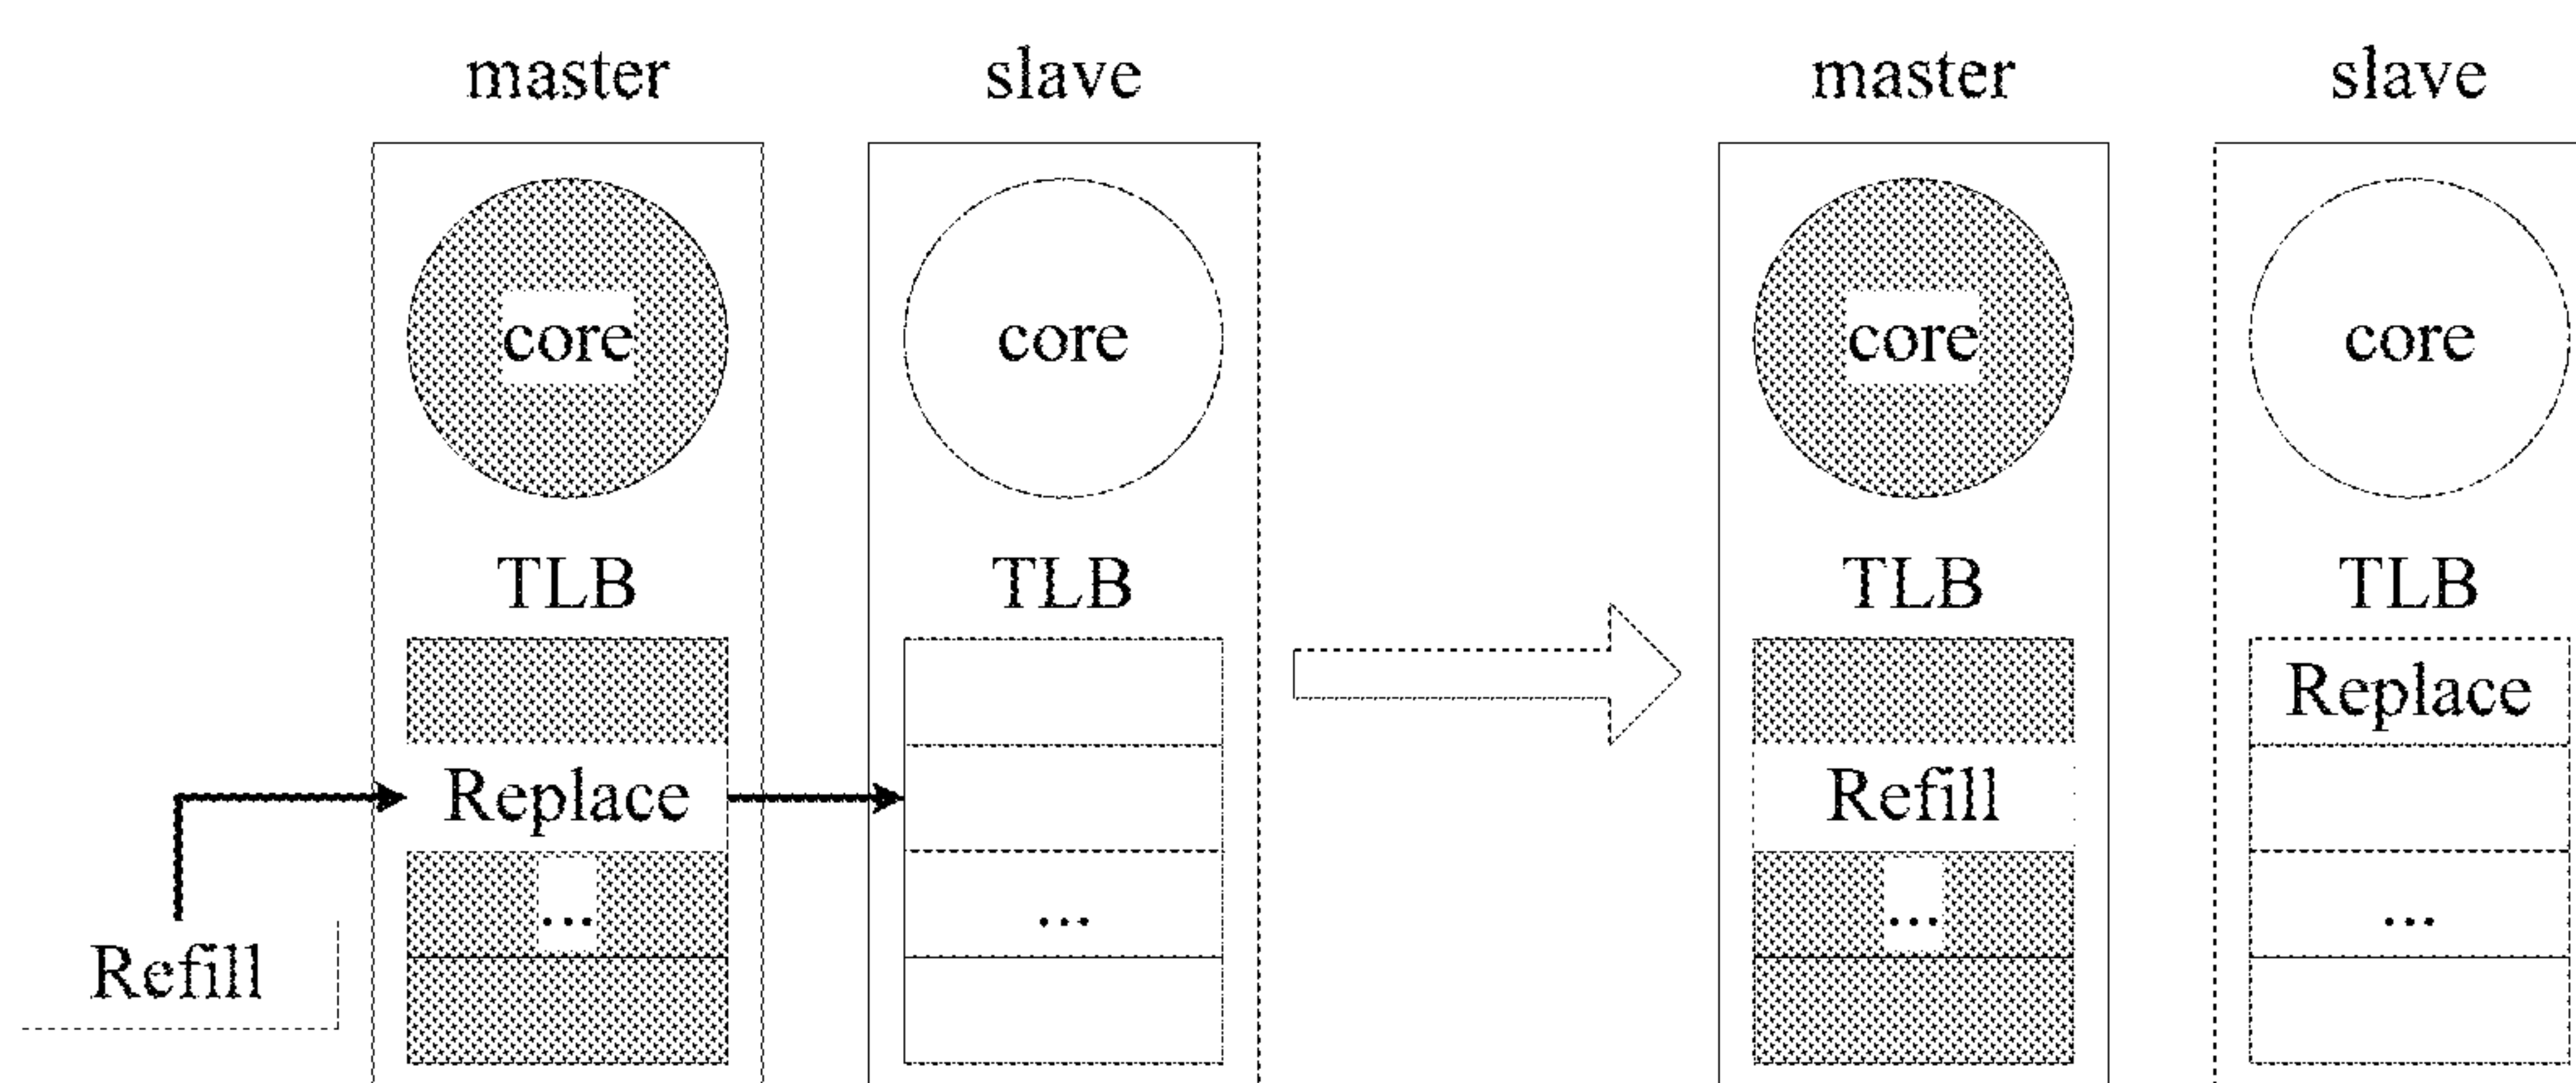 master slave master slave
core core core core
TLB TLB TLB TLB
Replace
Replace Refill
... ... ... ...
Refill